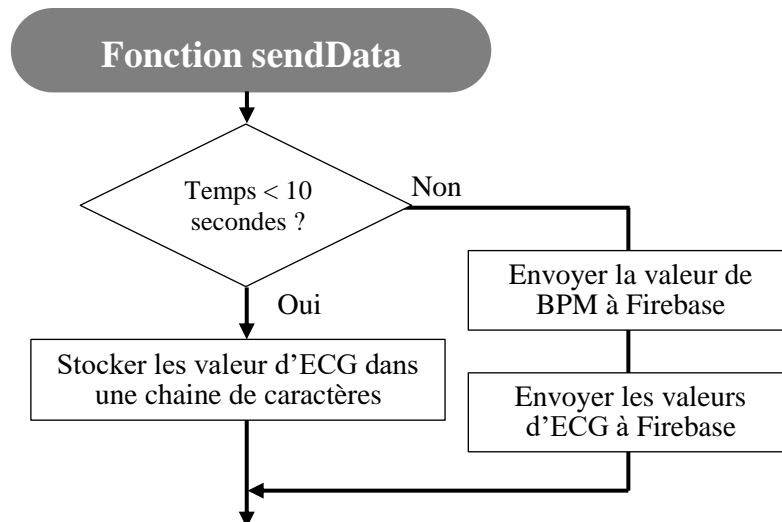 Fonction sendData
Temps < 10
secondes ?
Non
Envoyer la valeur de
BPM à Firebase
Oui
Stocker les valeur d’ECG dans
une chaine de caractères
Envoyer les valeurs
d’ECG à Firebase